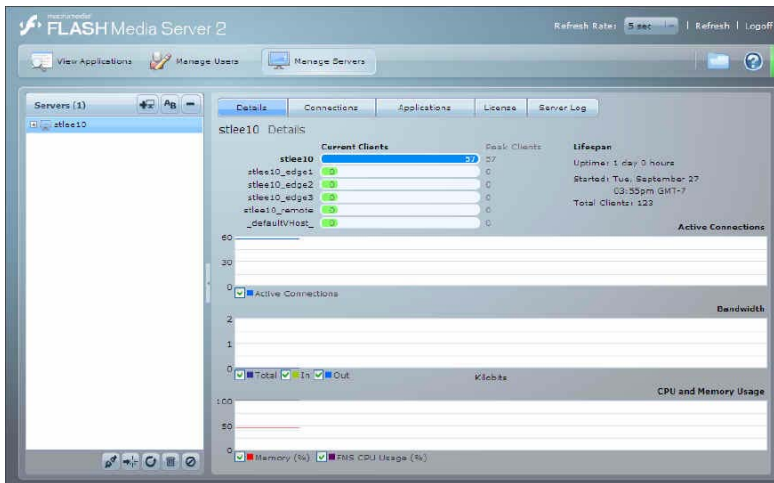 macromedia
FLASH Media Server 2
Refresh Rate: 5 sec | Refresh | Logoff
View Applications Manage Users Manage Servers
Servers (1)
stlee10
Details Connections Applications License Server Log
stlee10 Details
Current Clients Peak Clients Lifespan
stlee10 57 57
stlee10_edge1 0 0
stlee10_edge2 0 0
stlee10_edge3 0 0
stlee10_remote 0 0
_defaultVHost_ 0 0
Uptime: 1 day 0 hours
Started: Tue, September 27
03:55pm GMT-7
Total Clients: 123
Active Connections
60
30
0
Active Connections
Bandwidth
2
1
0
Total In Out Kilobits
CPU and Memory Usage
100
50
0
Memory (%) FMS CPU Usage (%)